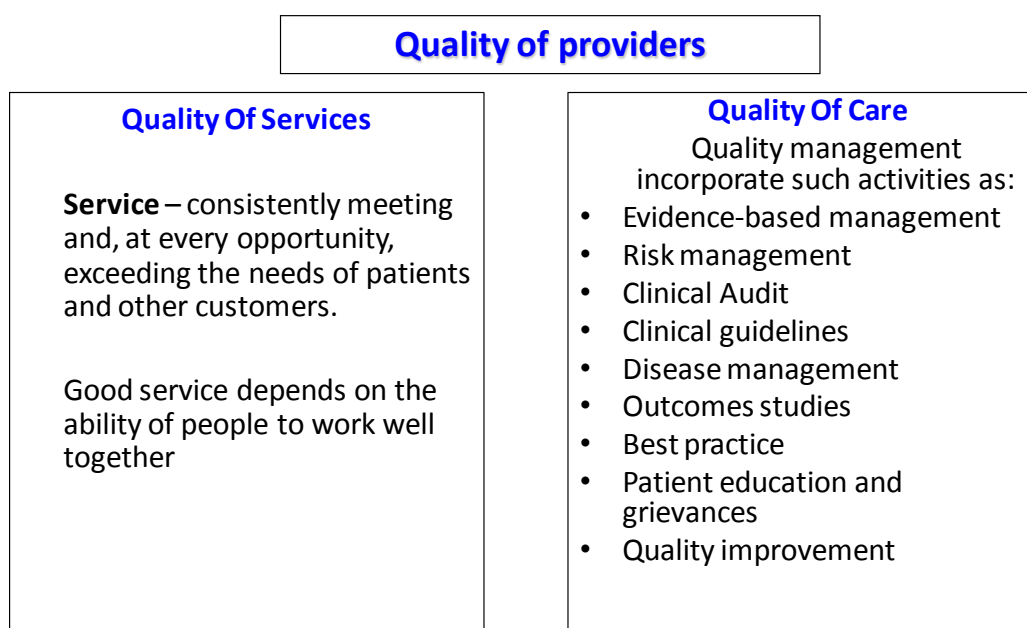 Quality of providers
Quality Of Services
Service – consistently meeting
and, at every opportunity,
exceeding the needs of patients
and other customers.
Good service depends on the
ability of people to work well
together
Quality Of Care
Quality management
incorporate such activities as:
• Evidence-based management
• Risk management
• Clinical Audit
• Clinical guidelines
• Disease management
• Outcomes studies
• Best practice
• Patient education and
grievances
• Quality improvement